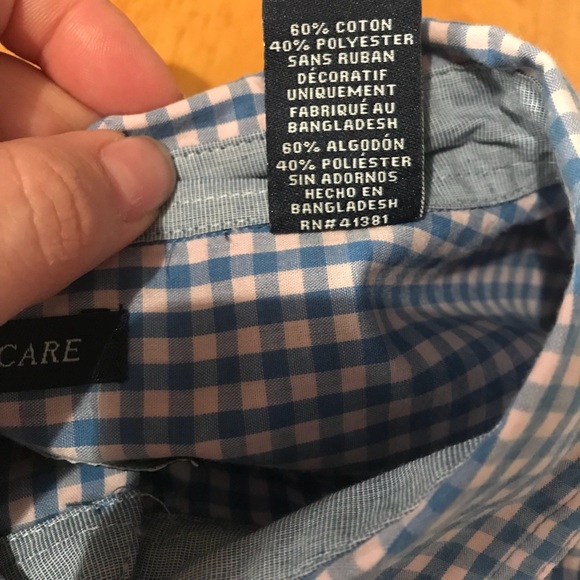 60% COTON
40% POLYESTER
SANS RUBAN
DÉCORATIF
UNIQUEMENT
FABRIQUÉ AU
BANGLADESH
60% ALGODÓN
40% POLIÉSTER
SIN ADORNOS
HECHO EN
BANGLADESH
RN# 41381
CARE